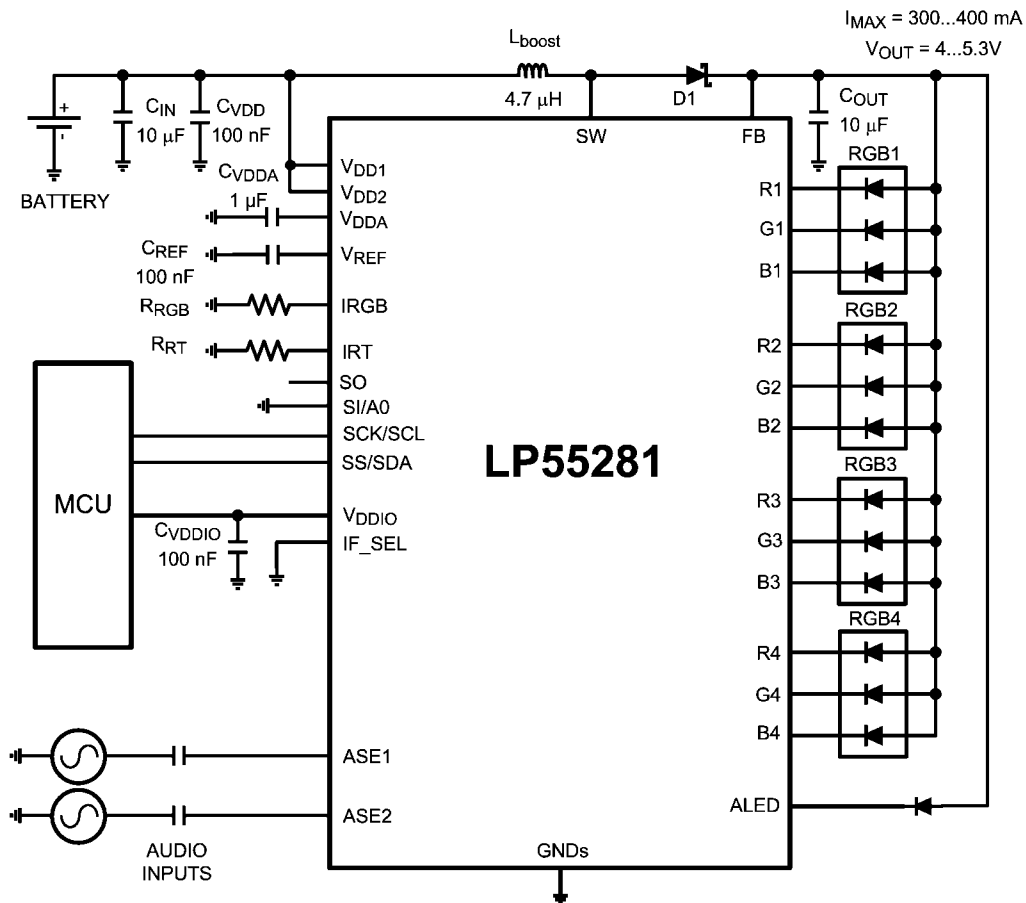 IMAX = 300...400 mA
VOUT = 4...5.3V
Lboost
4.7 µH
D1
+
-
BATTERY
CIN
10 µF
CVDD
100 nF
COUT
10 µF
SW
FB
CVDDA
1 µF
CREF
100 nF
RRGB
RRT
VDD1
VDD2
VDDA
VREF
IRGB
IRT
SO
SI/A0
SCK/SCL
SS/SDA
VDDIO
IF_SEL
MCU
CVDDIO
100 nF
LP55281
RGB1
R1
G1
B1
RGB2
R2
G2
B2
RGB3
R3
G3
B3
RGB4
R4
G4
B4
ASE1
ASE2
AUDIO
INPUTS
ALED
GNDs